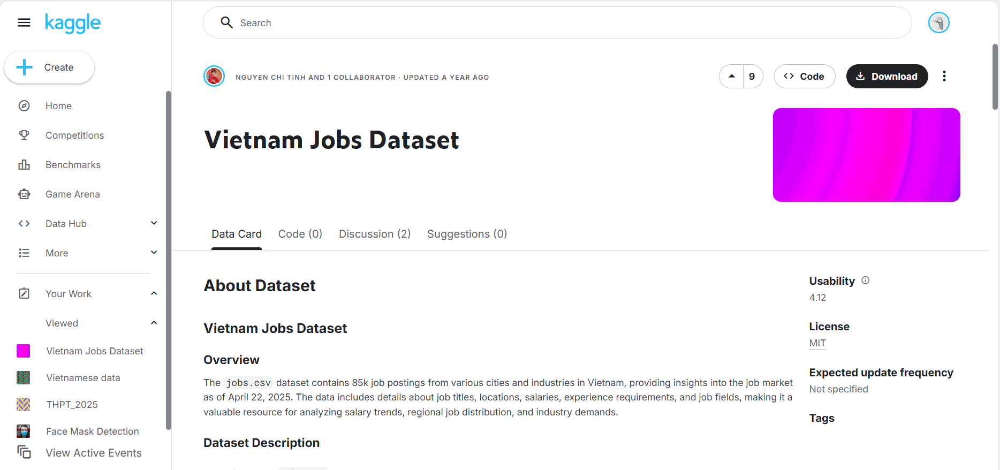 kaggle
Search
Create
Home
Competitions
Benchmarks
Game Arena
Data Hub
More
Your Work
Viewed
Vietnam Jobs Dataset
Vietnamese data
THPT_2025
Face Mask Detection
View Active Events
NGUYEN CHI TINH AND 1 COLLABORATOR · UPDATED A YEAR AGO
9
Code
Download
Vietnam Jobs Dataset
Data Card Code (0) Discussion (2) Suggestions (0)
About Dataset
Vietnam Jobs Dataset
Overview
The jobs.csv dataset contains 85k job postings from various cities and industries in Vietnam, providing insights into the job market
as of April 22, 2025. The data includes details about job titles, locations, salaries, experience requirements, and job fields, making it a
valuable resource for analyzing salary trends, regional job distribution, and industry demands.
Dataset Description
Usability
4.12
License
MIT
Expected update frequency
Not specified
Tags